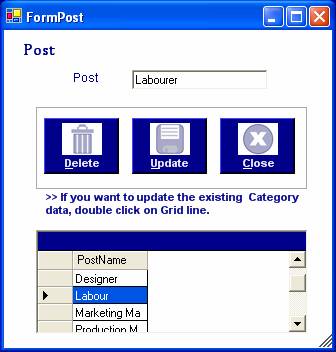 FormPost
Post
Post Labourer
Delete Update Close
>> If you want to update the existing Category
data, double click on Grid line.
PostName
Designer
Labour
Marketing Ma
Production M